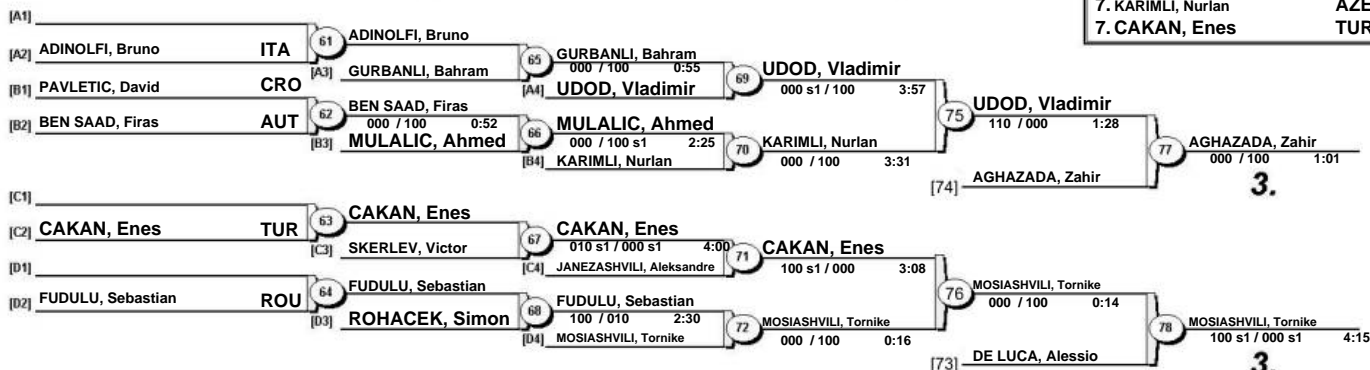 7. KARIMLI, Nurlan AZE
7. CAKAN, Enes TUR
[A1]
[A2] ADINOLFI, Bruno ITA
61
ADINOLFI, Bruno
[A3] GURBANLI, Bahram
65
GURBANLI, Bahram
000 / 100 0:55
[A4] UDOD, Vladimir
69
UDOD, Vladimir
000 s1 / 100 3:57
[B1] PAVLETIC, David CRO
[B2] BEN SAAD, Firas AUT
62
BEN SAAD, Firas
000 / 100 0:52
[B3] MULALIC, Ahmed
66
MULALIC, Ahmed
000 / 100 s1 2:25
[B4] KARIMLI, Nurlan
70
KARIMLI, Nurlan
000 / 100 3:31
75
UDOD, Vladimir
110 / 000 1:28
[74] AGHAZADA, Zahir
77
AGHAZADA, Zahir
000 / 100 1:01
3.
[C1]
[C2] CAKAN, Enes TUR
63
CAKAN, Enes
[C3] SKERLEV, Victor
67
CAKAN, Enes
010 s1 / 000 s1 4:00
[C4] JANEZASHVILI, Aleksandre
71
CAKAN, Enes
100 s1 / 000 3:08
[D1]
[D2] FUDULU, Sebastian ROU
64
FUDULU, Sebastian
[D3] ROHACEK, Simon
68
FUDULU, Sebastian
100 / 010 2:30
[D4] MOSIASHVILI, Tornike
72
MOSIASHVILI, Tornike
000 / 100 0:16
76
MOSIASHVILI, Tornike
000 / 100 0:14
[73] DE LUCA, Alessio
78
MOSIASHVILI, Tornike
100 s1 / 000 s1 4:15
3.